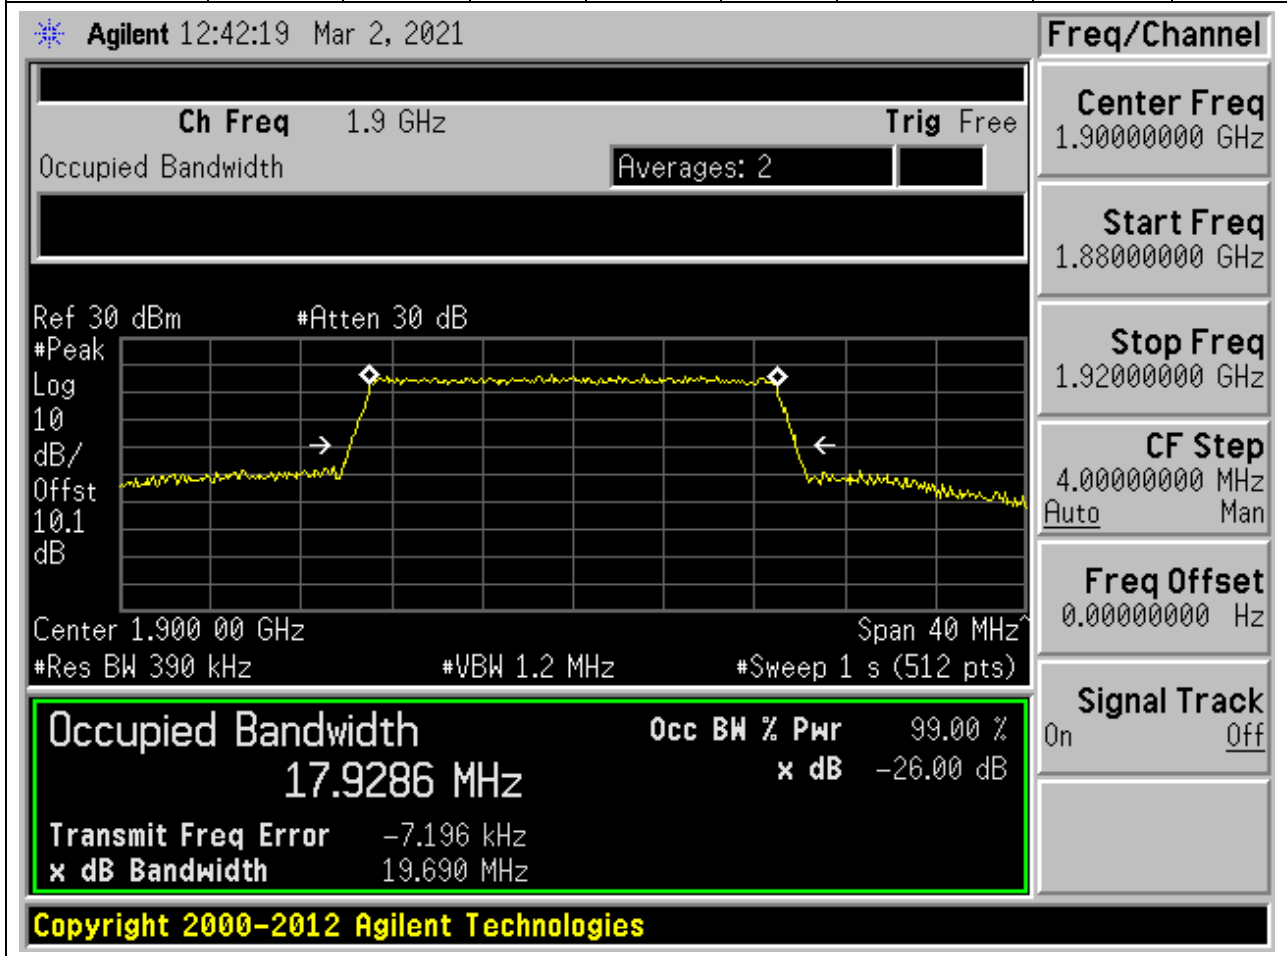 Agilent 12:42:19 Mar 2, 2021
Freq/Channel
Ch Freq 1.9 GHz Trig Free
Occupied Bandwidth Averages: 2
Center Freq
1.90000000 GHz
Start Freq
1.88000000 GHz
Stop Freq
1.92000000 GHz
CF Step
4.00000000 MHz
Auto Man
Freq Offset
0.00000000 Hz
Signal Track
On Off
Ref 30 dBm #Atten 30 dB
#Peak
Log
10
dB/
Offst
10.1
dB
Center 1.900 00 GHz Span 40 MHz^
#Res BW 390 kHz #VBW 1.2 MHz #Sweep 1 s (512 pts)
Occupied Bandwidth Occ BW % Pwr 99.00 %
17.9286 MHz x dB -26.00 dB
Transmit Freq Error -7.196 kHz
x dB Bandwidth 19.690 MHz
Copyright 2000-2012 Agilent Technologies